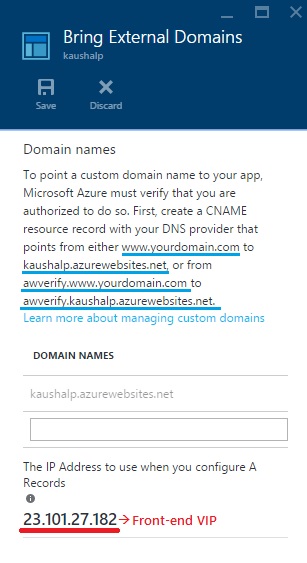 Bring External Domains
kaushalp
Save Discard
Domain names
To point a custom domain name to your app,
Microsoft Azure must verify that you are
authorized to do so. First, create a CNAME
resource record with your DNS provider that
points from either www.yourdomain.com to
kaushalp.azurewebsites.net, or from
awverify.www.yourdomain.com to
awverify.kaushalp.azurewebsites.net.
Learn more about managing custom domains
DOMAIN NAMES
kaushalp.azurewebsites.net
The IP Address to use when you configure A
Records
23.101.27.182 → Front-end VIP